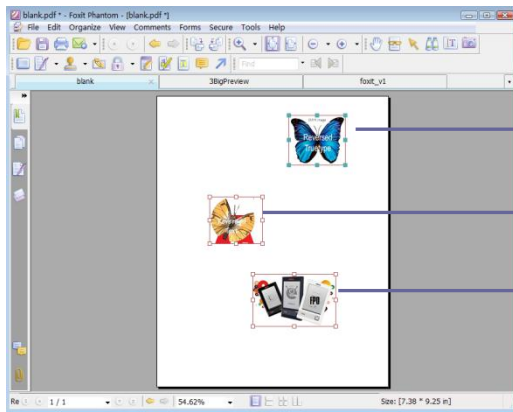 blank.pdf * - Foxit Phantom - [blank.pdf *]
File Edit Organize View Comments Forms Secure Tools Help
Find
blank 3BigPreview foxit_v1
Reversed
Truetype
1 / 1 54.62% Size: [7.38 * 9.25 in]